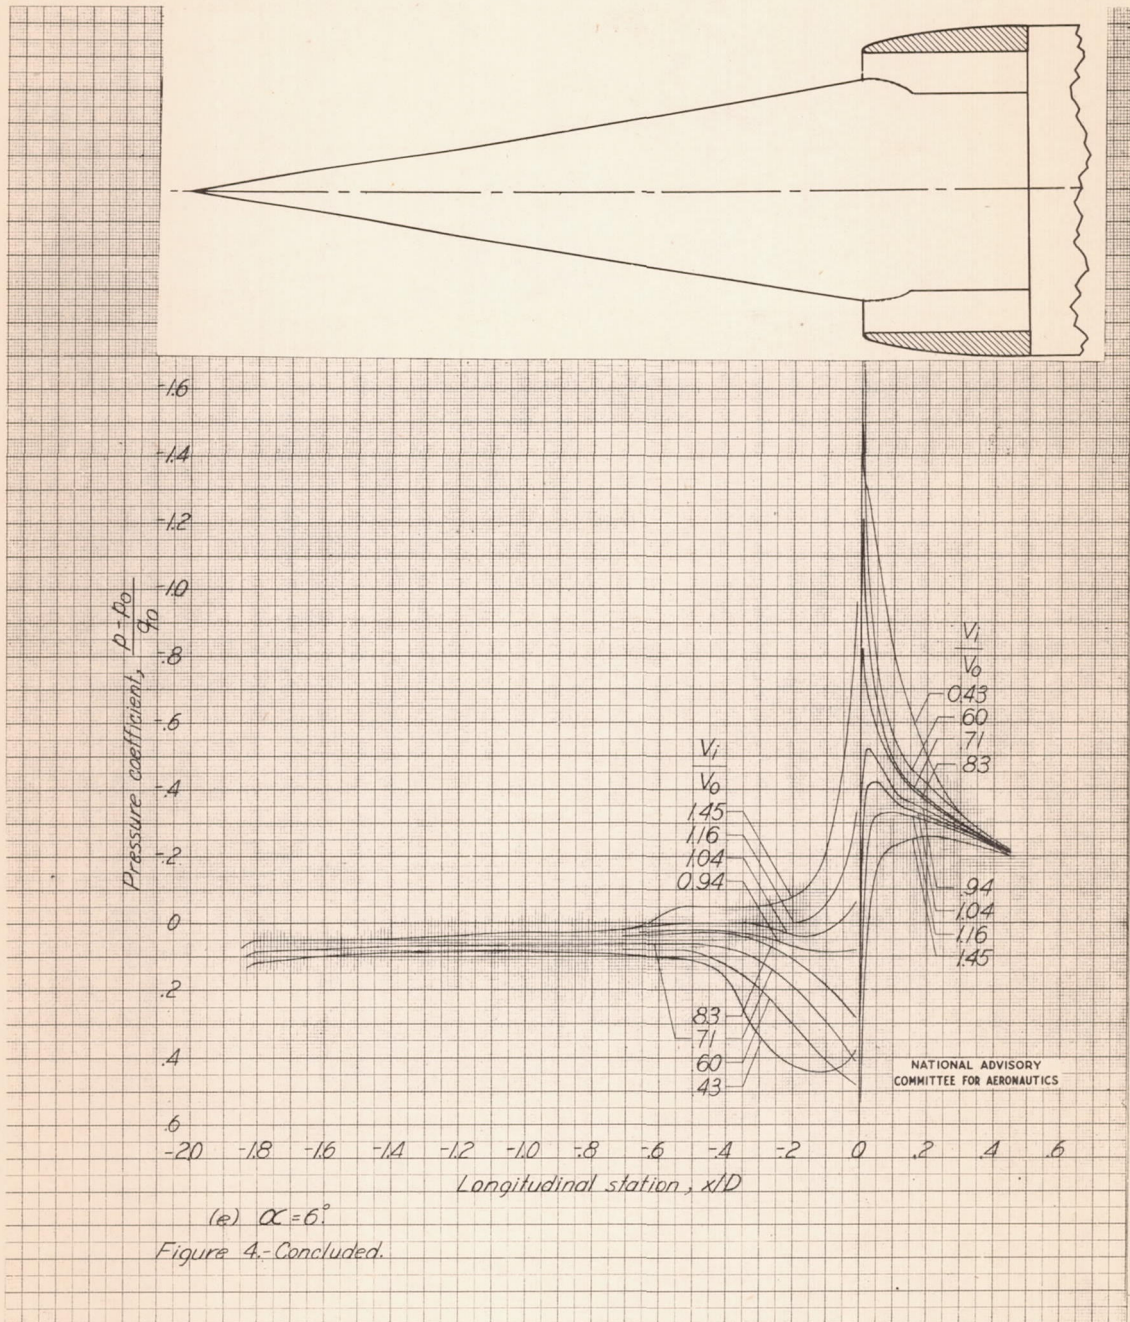 -1.6
-1.4
-1.2
-1.0
-.8
-.6
-.4
-.2
0
.2
.4
.6
Pressure coefficient, p-p₀ / q₀
Vi
V₀
0.43
.60
.71
.83
Vi
V₀
1.45
1.16
1.04
0.94
.94
1.04
1.16
1.45
.83
.71
.60
.43
NATIONAL ADVISORY
COMMITTEE FOR AERONAUTICS
-2.0 -1.8 -1.6 -1.4 -1.2 -1.0 -.8 -.6 -.4 -.2 0 .2 .4 .6
Longitudinal station, x/D
(e) α = 6°.
Figure 4.- Concluded.